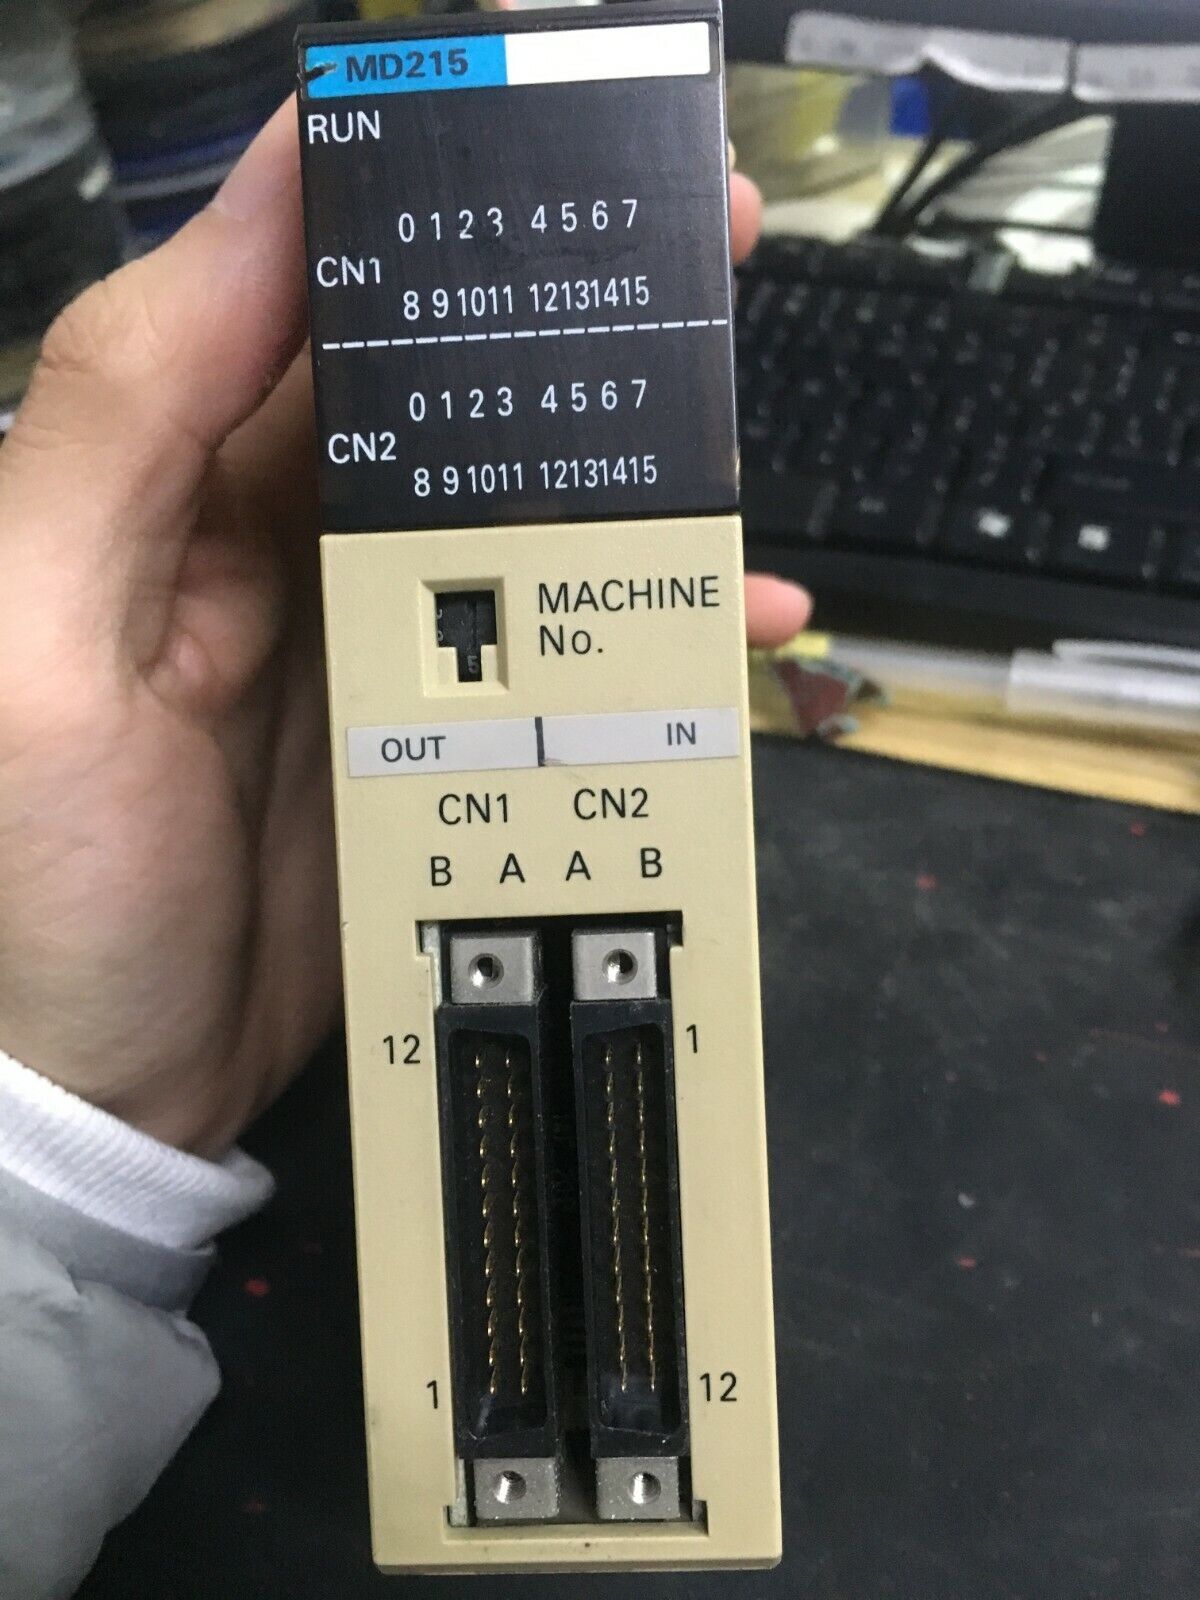 MD215
RUN
0 1 2 3 4 5 6 7
CN1
8 9 10 11 12 13 14 15
0 1 2 3 4 5 6 7
CN2
8 9 10 11 12 13 14 15
MACHINE
No.
OUT IN
CN1 CN2
B A A B
12 1
1 12